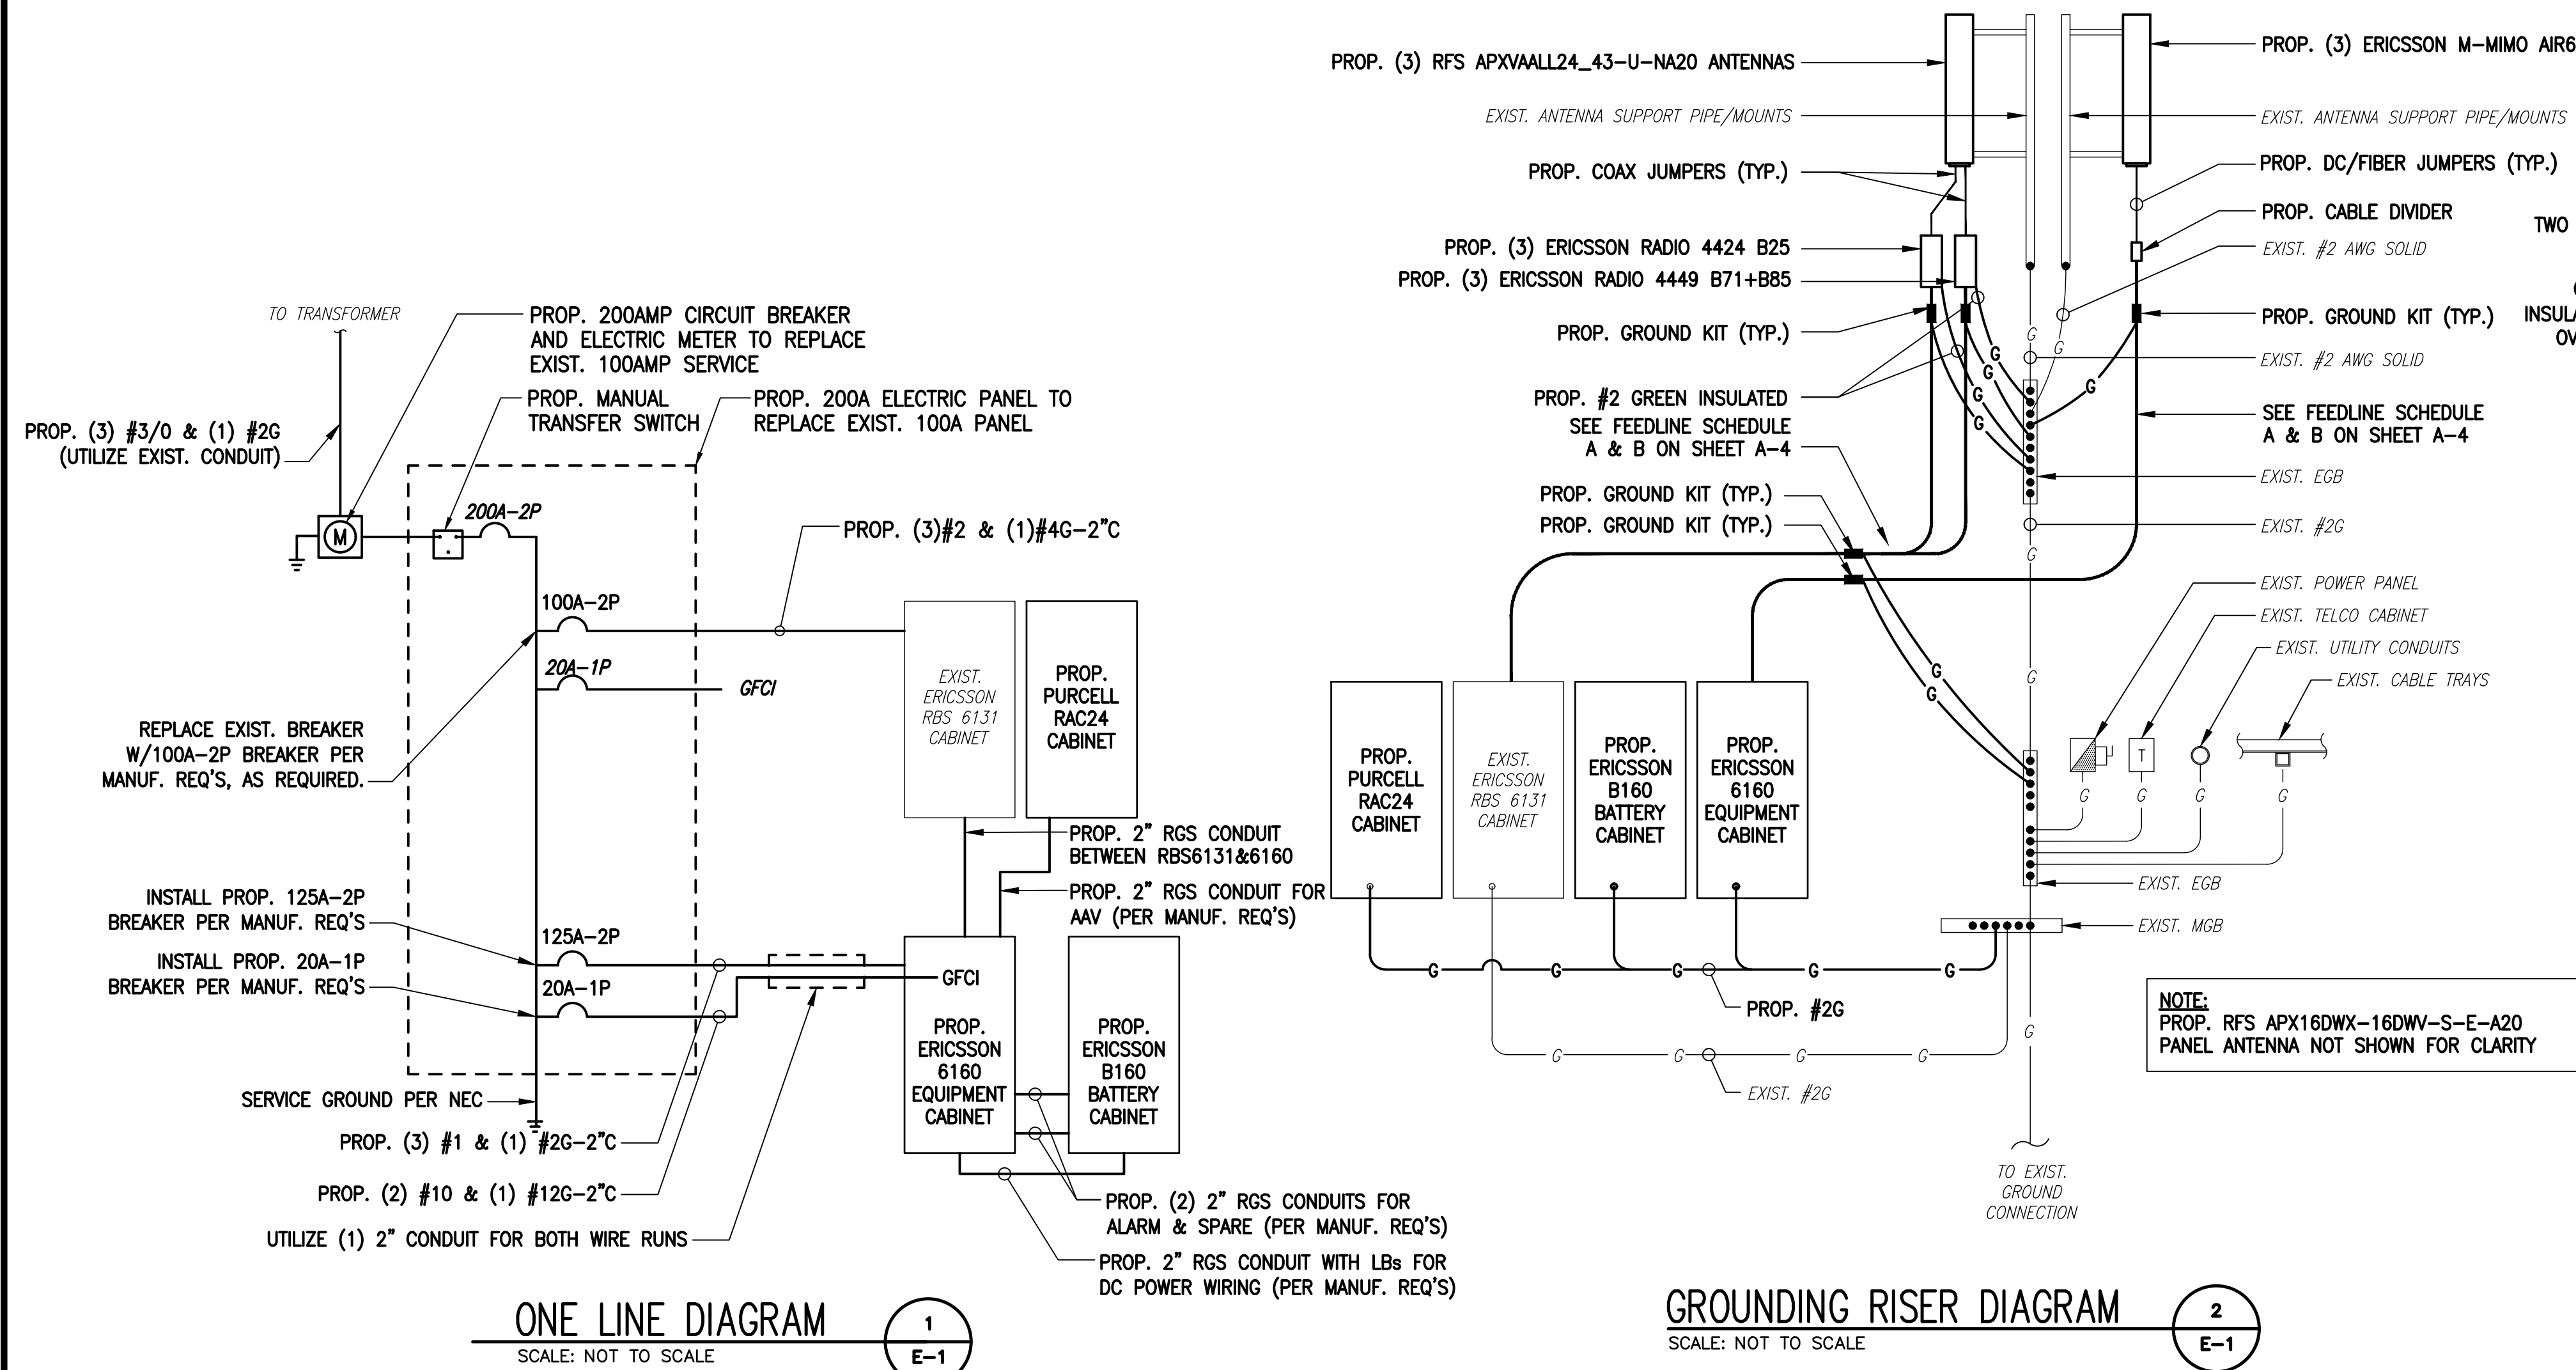 TO TRANSFORMER
PROP. 200AMP CIRCUIT BREAKER
AND ELECTRIC METER TO REPLACE
EXIST. 100AMP SERVICE
PROP. MANUAL
TRANSFER SWITCH
PROP. 200A ELECTRIC PANEL TO
REPLACE EXIST. 100A PANEL
PROP. (3) #3/0 & (1) #2G
(UTILIZE EXIST. CONDUIT)
M
200A-2P
PROP. (3)#2 & (1)#4G-2"C
100A-2P
20A-1P
GFCI
REPLACE EXIST. BREAKER
W/100A-2P BREAKER PER
MANUF. REQ'S, AS REQUIRED.
EXIST.
ERICSSON
RBS 6131
CABINET
PROP.
PURCELL
RAC24
CABINET
PROP. 2" RGS CONDUIT
BETWEEN RBS6131&6160
PROP. 2" RGS CONDUIT FOR
AAV (PER MANUF. REQ'S)
INSTALL PROP. 125A-2P
BREAKER PER MANUF. REQ'S
INSTALL PROP. 20A-1P
BREAKER PER MANUF. REQ'S
125A-2P
20A-1P
GFCI
PROP.
ERICSSON
6160
EQUIPMENT
CABINET
PROP.
ERICSSON
B160
BATTERY
CABINET
SERVICE GROUND PER NEC
PROP. (3) #1 & (1) #2G-2"C
PROP. (2) #10 & (1) #12G-2"C
UTILIZE (1) 2" CONDUIT FOR BOTH WIRE RUNS
PROP. (2) 2" RGS CONDUITS FOR
ALARM & SPARE (PER MANUF. REQ'S)
PROP. 2" RGS CONDUIT WITH LBs FOR
DC POWER WIRING (PER MANUF. REQ'S)
ONE LINE DIAGRAM
SCALE: NOT TO SCALE
1
E-1
PROP. (3) RFS APXVAALL24_43-U-NA20 ANTENNAS
EXIST. ANTENNA SUPPORT PIPE/MOUNTS
PROP. COAX JUMPERS (TYP.)
PROP. (3) ERICSSON RADIO 4424 B25
PROP. (3) ERICSSON RADIO 4449 B71+B85
PROP. GROUND KIT (TYP.)
PROP. #2 GREEN INSULATED
SEE FEEDLINE SCHEDULE
A & B ON SHEET A-4
PROP. GROUND KIT (TYP.)
PROP. GROUND KIT (TYP.)
PROP. (3) ERICSSON M-MIMO AIR6
EXIST. ANTENNA SUPPORT PIPE/MOUNTS
PROP. DC/FIBER JUMPERS (TYP.)
PROP. CABLE DIVIDER
TWO
EXIST. #2 AWG SOLID
PROP. GROUND KIT (TYP.)
INSULA
OV
EXIST. #2 AWG SOLID
SEE FEEDLINE SCHEDULE
A & B ON SHEET A-4
EXIST. EGB
EXIST. #2G
EXIST. POWER PANEL
EXIST. TELCO CABINET
EXIST. UTILITY CONDUITS
EXIST. CABLE TRAYS
G
G
G
G
G
G
G
G
G
G
G
T
G
G
G
G
PROP.
PURCELL
RAC24
CABINET
EXIST.
ERICSSON
RBS 6131
CABINET
PROP.
ERICSSON
B160
BATTERY
CABINET
PROP.
ERICSSON
6160
EQUIPMENT
CABINET
EXIST. EGB
EXIST. MGB
G G G G G
PROP. #2G
G
G G G G
EXIST. #2G
NOTE:
PROP. RFS APX16DWX-16DWV-S-E-A20
PANEL ANTENNA NOT SHOWN FOR CLARITY
TO EXIST.
GROUND
CONNECTION
GROUNDING RISER DIAGRAM
SCALE: NOT TO SCALE
2
E-1